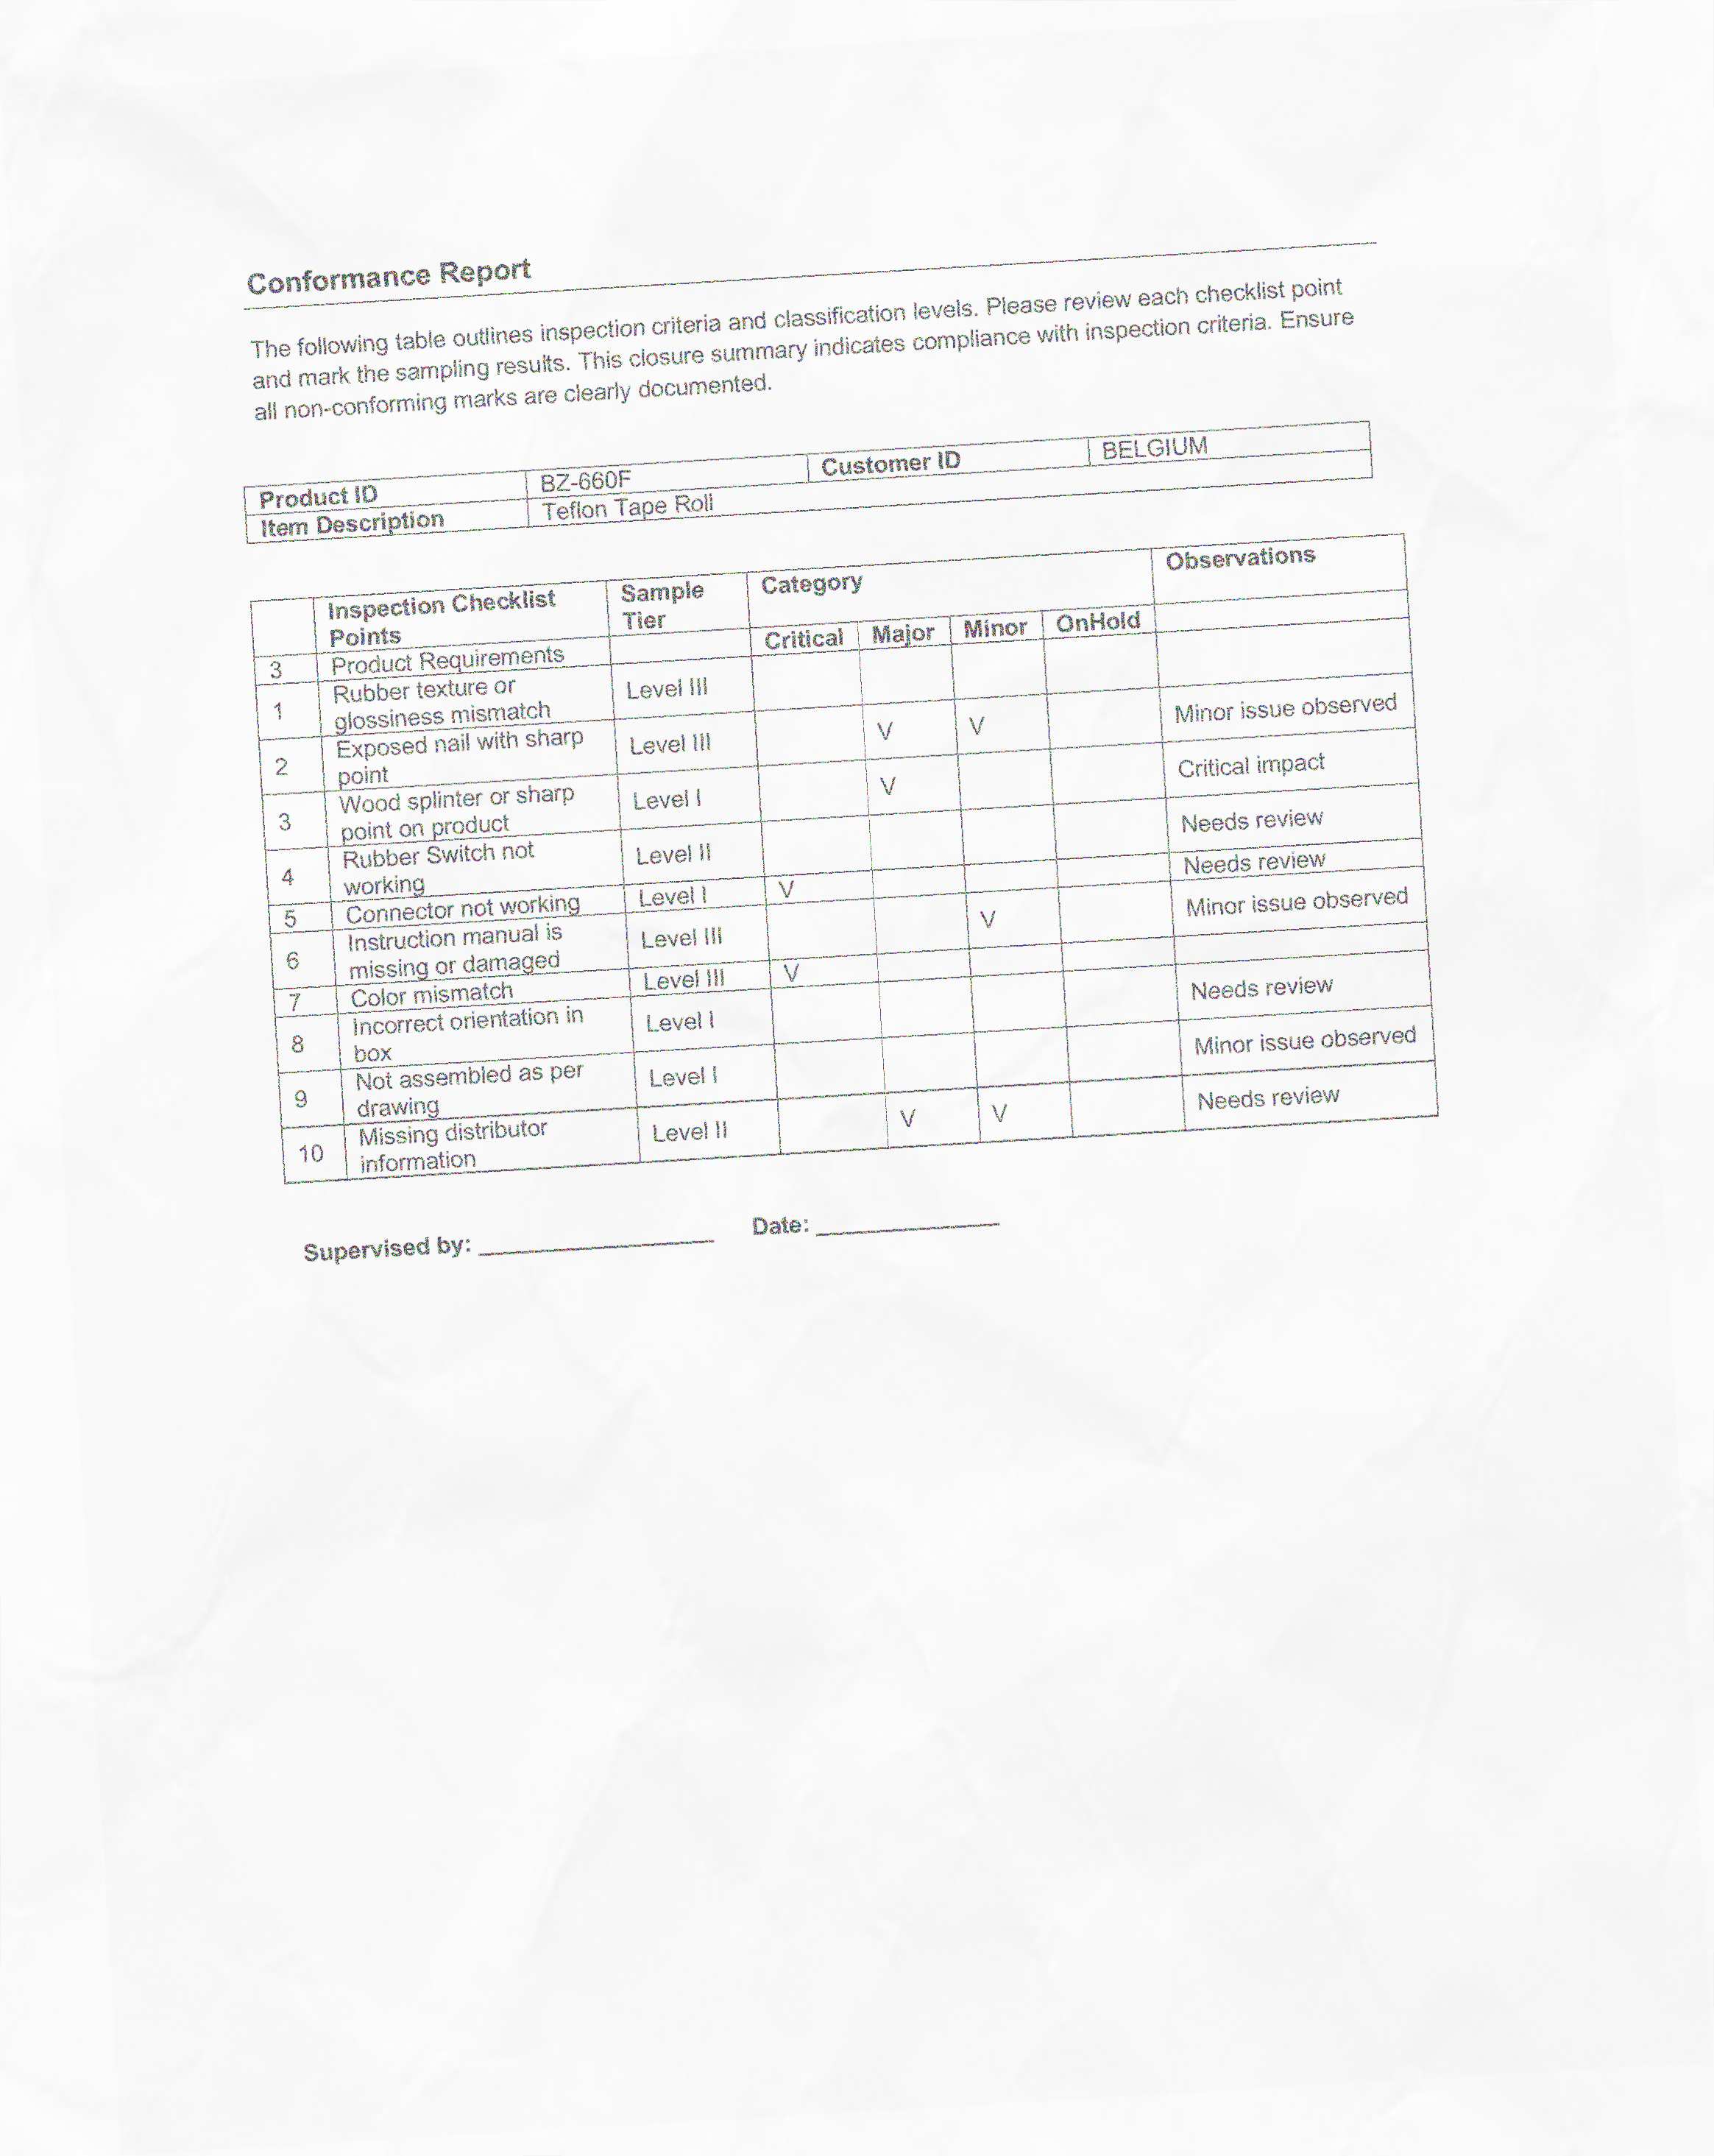 Conformance Report
The following table outlines inspection criteria and classification levels. Please review each checklist point
and mark the sampling results. This closure summary indicates compliance with inspection criteria. Ensure
all non-conforming marks are clearly documented.
Product ID BZ-660F Customer ID BELGIUM
Item Description Teflon Tape Roll
Inspection Checklist Sample Category Observations
Points Tier
3 Product Requirements Critical Major Minor OnHold
1 Rubber texture or Level III
glossiness mismatch
2 Exposed nail with sharp Level III V V Minor issue observed
point
3 Wood splinter or sharp Level I V Critical impact
point on product
4 Rubber Switch not Level II Needs review
working
5 Connector not working Level I V Needs review
6 Instruction manual is Level III V Minor issue observed
missing or damaged
7 Color mismatch Level III V
8 Incorrect orientation in Level I Needs review
box
9 Not assembled as per Level I Minor issue observed
drawing
10 Missing distributor Level II V V Needs review
information
Supervised by: ____ Date: ____